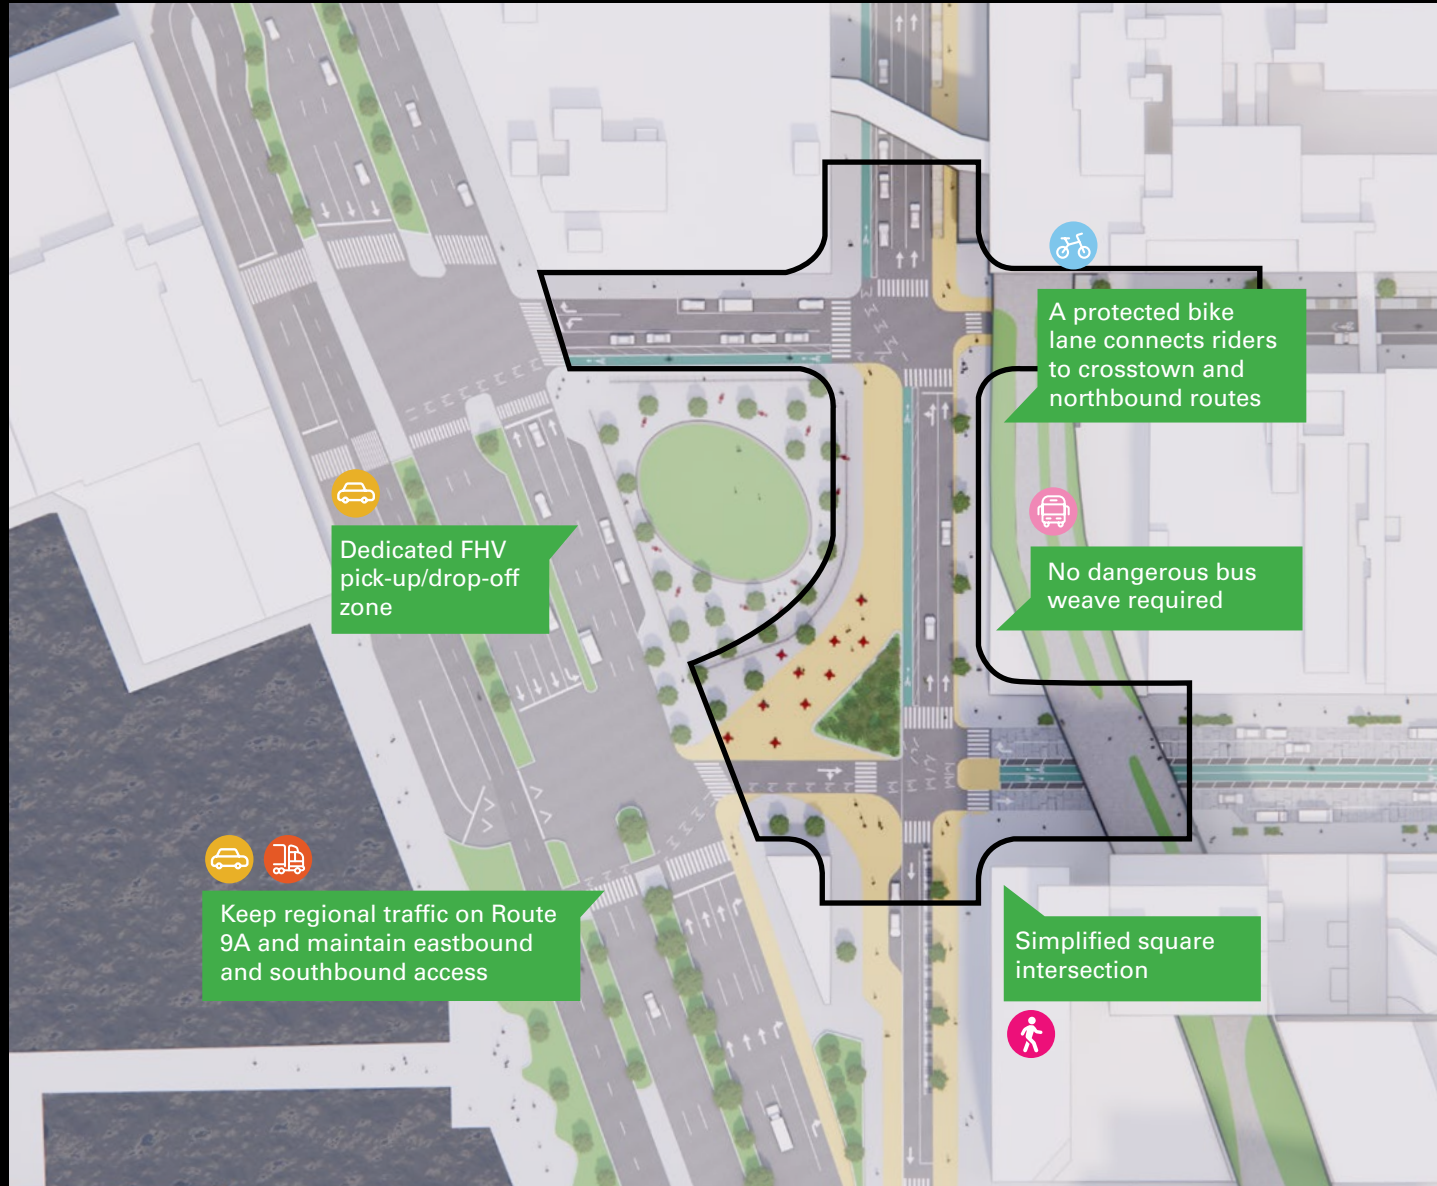 A protected bike
lane connects riders
to crosstown and
northbound routes
Dedicated FHV
pick-up/drop-off
zone
No dangerous bus
weave required
Keep regional traffic on Route
9A and maintain eastbound
and southbound access
Simplified square
intersection